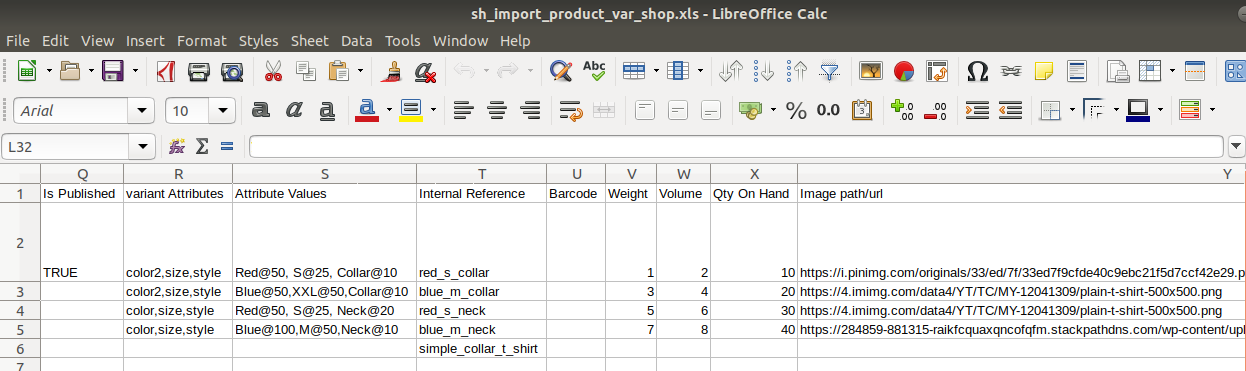 sh_import_product_var_shop.xls - LibreOffice Calc
File Edit View Insert Format Styles Sheet Data Tools Window Help
Abc
Arial 10 a a a a % 0.0 .00 .00
L32 fx Σ =
Q R S T U V W X Y
1 Is Published variant Attributes Attribute Values Internal Reference Barcode Weight Volume Qty On Hand Image path/url
2 TRUE color2,size,style Red@50, S@25, Collar@10 red_s_collar 1 2 10 https://i.pinimg.com/originals/33/ed/7f/33ed7f9cfde40c9ebc21f5d7ccf42e29.p
3 color2,size,style Blue@50,XXL@50,Collar@10 blue_m_collar 3 4 20 https://4.imimg.com/data4/YT/TC/MY-12041309/plain-t-shirt-500x500.png
4 color,size,style Red@50, S@25, Neck@20 red_s_neck 5 6 30 https://4.imimg.com/data4/YT/TC/MY-12041309/plain-t-shirt-500x500.png
5 color,size,style Blue@100,M@50,Neck@10 blue_m_neck 7 8 40 https://284859-881315-raikfcquaxqncofqfm.stackpathdns.com/wp-content/upl
6 simple_collar_t_shirt
7